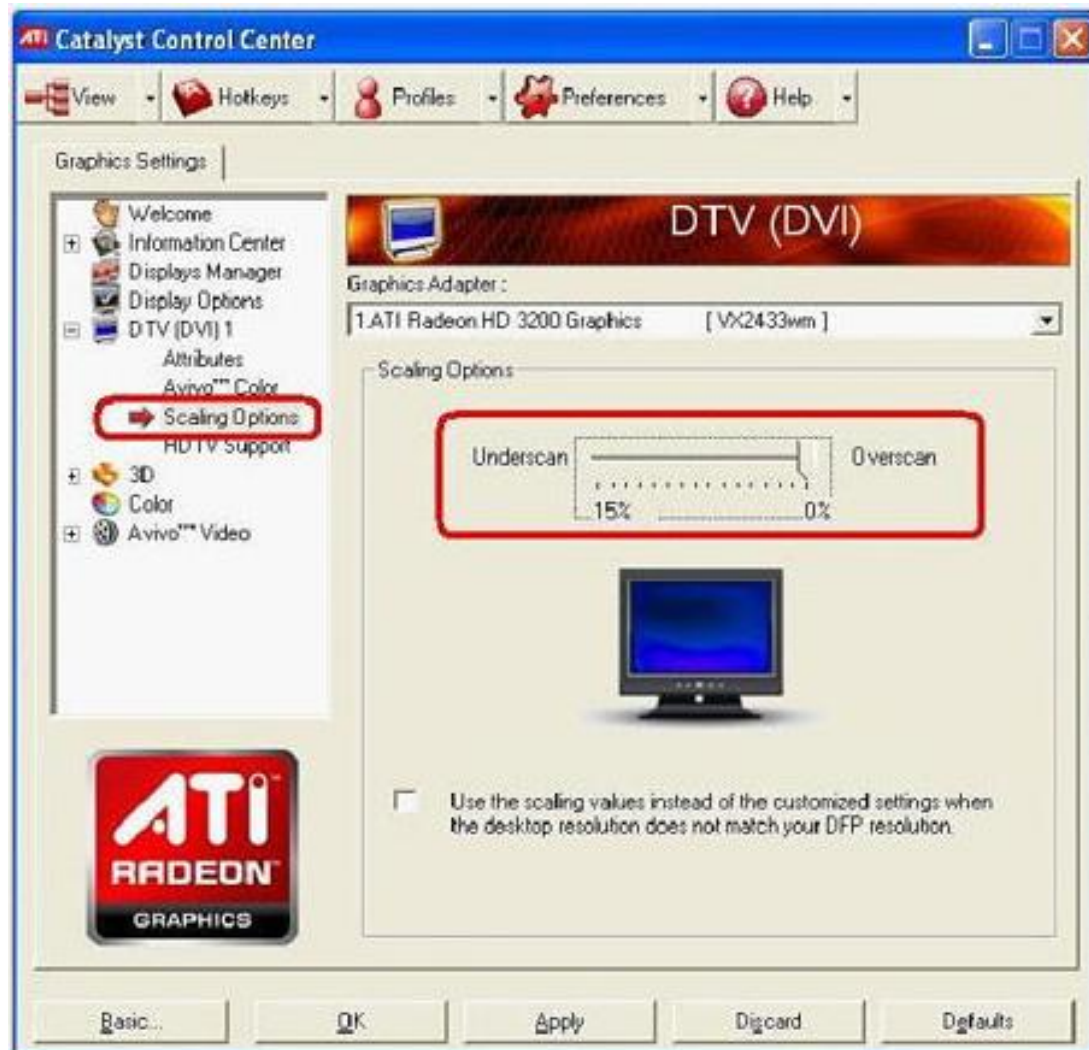 ATI Catalyst Control Center
View Hotkeys Profiles Preferences Help
Graphics Settings
Welcome
Information Center
Displays Manager
Display Options
DTV (DVI) 1
Attributes
Avivo™ Color
Scaling Options
HDTV Support
3D
Color
Avivo™ Video
DTV (DVI)
Graphics Adapter :
1.ATI Radeon HD 3200 Graphics [ VX2433wm ]
Scaling Options
Underscan Overscan
15% 0%
Use the scaling values instead of the customized settings when
the desktop resolution does not match your DFP resolution.
ATI
RADEON
GRAPHICS
Basic... OK Apply Discard Defaults